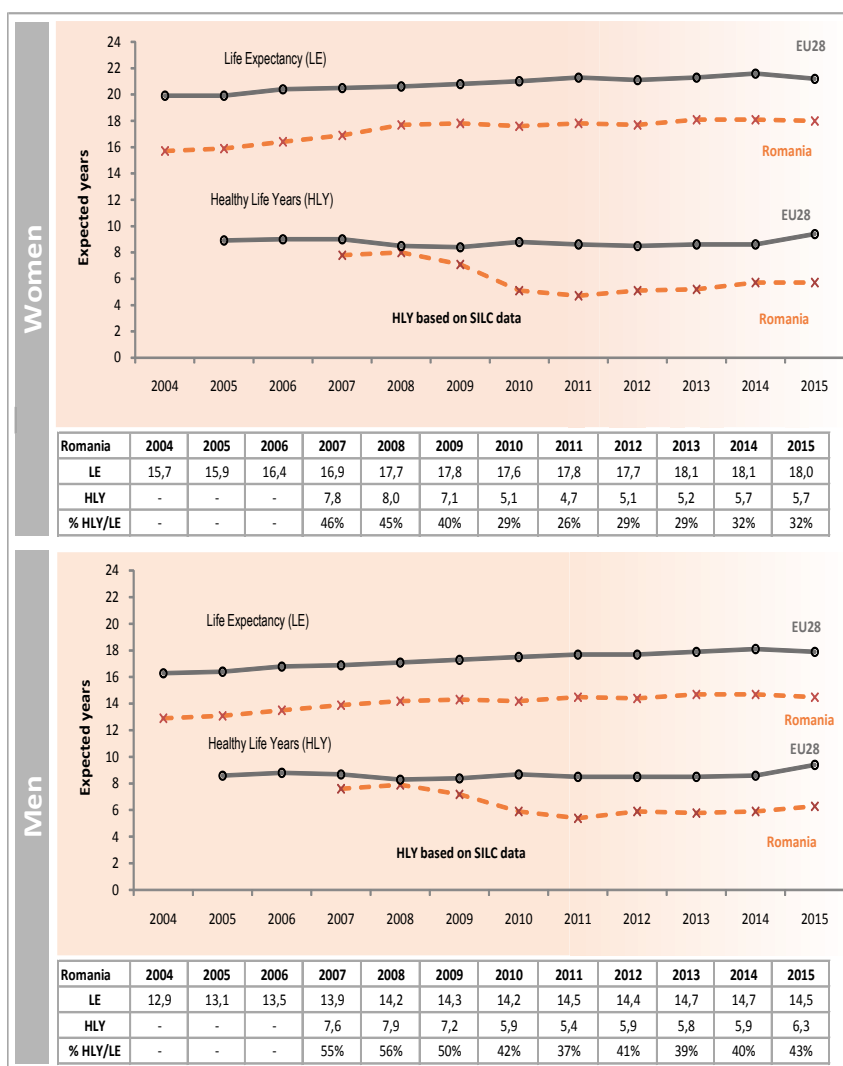 Women
24
22
20
18
16
14
12
10
8
6
4
2
0
Expected years
Life Expectancy (LE)
EU28
Romania
Healthy Life Years (HLY)
EU28
HLY based on SILC data
Romania
2004 2005 2006 2007 2008 2009 2010 2011 2012 2013 2014 2015
Romania 2004 2005 2006 2007 2008 2009 2010 2011 2012 2013 2014 2015
LE 15,7 15,9 16,4 16,9 17,7 17,8 17,6 17,8 17,7 18,1 18,1 18,0
HLY - - - 7,8 8,0 7,1 5,1 4,7 5,1 5,2 5,7 5,7
% HLY/LE - - - 46% 45% 40% 29% 26% 29% 29% 32% 32%
Men
24
22
20
18
16
14
12
10
8
6
4
2
0
Expected years
Life Expectancy (LE)
EU28
Romania
Healthy Life Years (HLY)
EU28
Romania
HLY based on SILC data
2004 2005 2006 2007 2008 2009 2010 2011 2012 2013 2014 2015
Romania 2004 2005 2006 2007 2008 2009 2010 2011 2012 2013 2014 2015
LE 12,9 13,1 13,5 13,9 14,2 14,3 14,2 14,5 14,4 14,7 14,7 14,5
HLY - - - 7,6 7,9 7,2 5,9 5,4 5,9 5,8 5,9 6,3
% HLY/LE - - - 55% 56% 50% 42% 37% 41% 39% 40% 43%